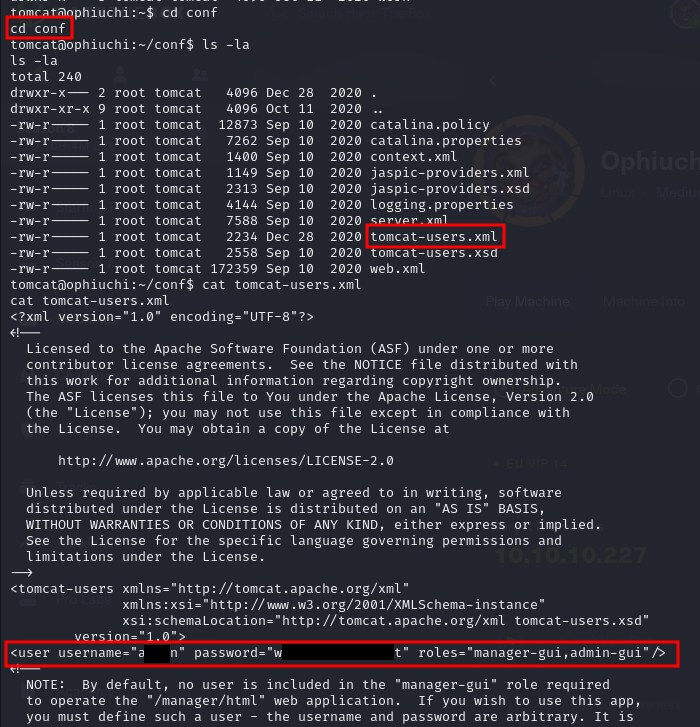 tomcat@ophiuchi:~$ cd conf
cd conf
tomcat@ophiuchi:~/conf$ ls -la
ls -la
total 240
drwxr-x--- 2 root tomcat   4096 Dec 28  2020 .
drwxr-xr-x 9 root tomcat   4096 Oct 11  2020 ..
-rw-r----- 1 root tomcat  12873 Sep 10  2020 catalina.policy
-rw-r----- 1 root tomcat   7262 Sep 10  2020 catalina.properties
-rw-r----- 1 root tomcat   1400 Sep 10  2020 context.xml
-rw-r----- 1 root tomcat   1149 Sep 10  2020 jaspic-providers.xml
-rw-r----- 1 root tomcat   2313 Sep 10  2020 jaspic-providers.xsd
-rw-r----- 1 root tomcat   4144 Sep 10  2020 logging.properties
-rw-r----- 1 root tomcat   7588 Sep 10  2020 server.xml
-rw-r----- 1 root tomcat   2234 Dec 28  2020 tomcat-users.xml
-rw-r----- 1 root tomcat   2558 Sep 10  2020 tomcat-users.xsd
-rw-r----- 1 root tomcat 172359 Sep 10  2020 web.xml
tomcat@ophiuchi:~/conf$ cat tomcat-users.xml
cat tomcat-users.xml
<?xml version="1.0" encoding="UTF-8"?>
<!--
  Licensed to the Apache Software Foundation (ASF) under one or more
  contributor license agreements.  See the NOTICE file distributed with
  this work for additional information regarding copyright ownership.
  The ASF licenses this file to You under the Apache License, Version 2.0
  (the "License"); you may not use this file except in compliance with
  the License.  You may obtain a copy of the License at

      http://www.apache.org/licenses/LICENSE-2.0

  Unless required by applicable law or agreed to in writing, software
  distributed under the License is distributed on an "AS IS" BASIS,
  WITHOUT WARRANTIES OR CONDITIONS OF ANY KIND, either express or implied.
  See the License for the specific language governing permissions and
  limitations under the License.
-->
<tomcat-users xmlns="http://tomcat.apache.org/xml"
              xmlns:xsi="http://www.w3.org/2001/XMLSchema-instance"
              xsi:schemaLocation="http://tomcat.apache.org/xml tomcat-users.xsd"
        version="1.0">
<user username="a n" password="w t" roles="manager-gui,admin-gui"/>
<!--
  NOTE:  By default, no user is included in the "manager-gui" role required
  to operate the "/manager/html" web application.  If you wish to use this app,
  you must define such a user - the username and password are arbitrary. It is
Ophiuchi
Play Machine
Machine Info
10.10.10.227